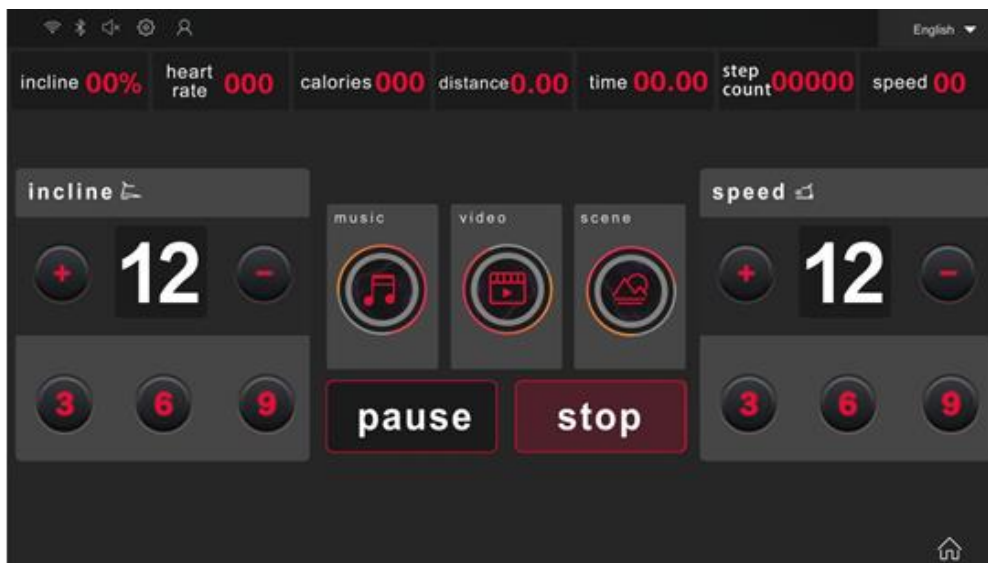 English
incline 00%
heart rate 000
calories 000
distance 0.00
time 00.00
step count 00000
speed 00
incline
+ 12 -
3 6 9
music
video
scene
pause
stop
speed
+ 12 -
3 6 9